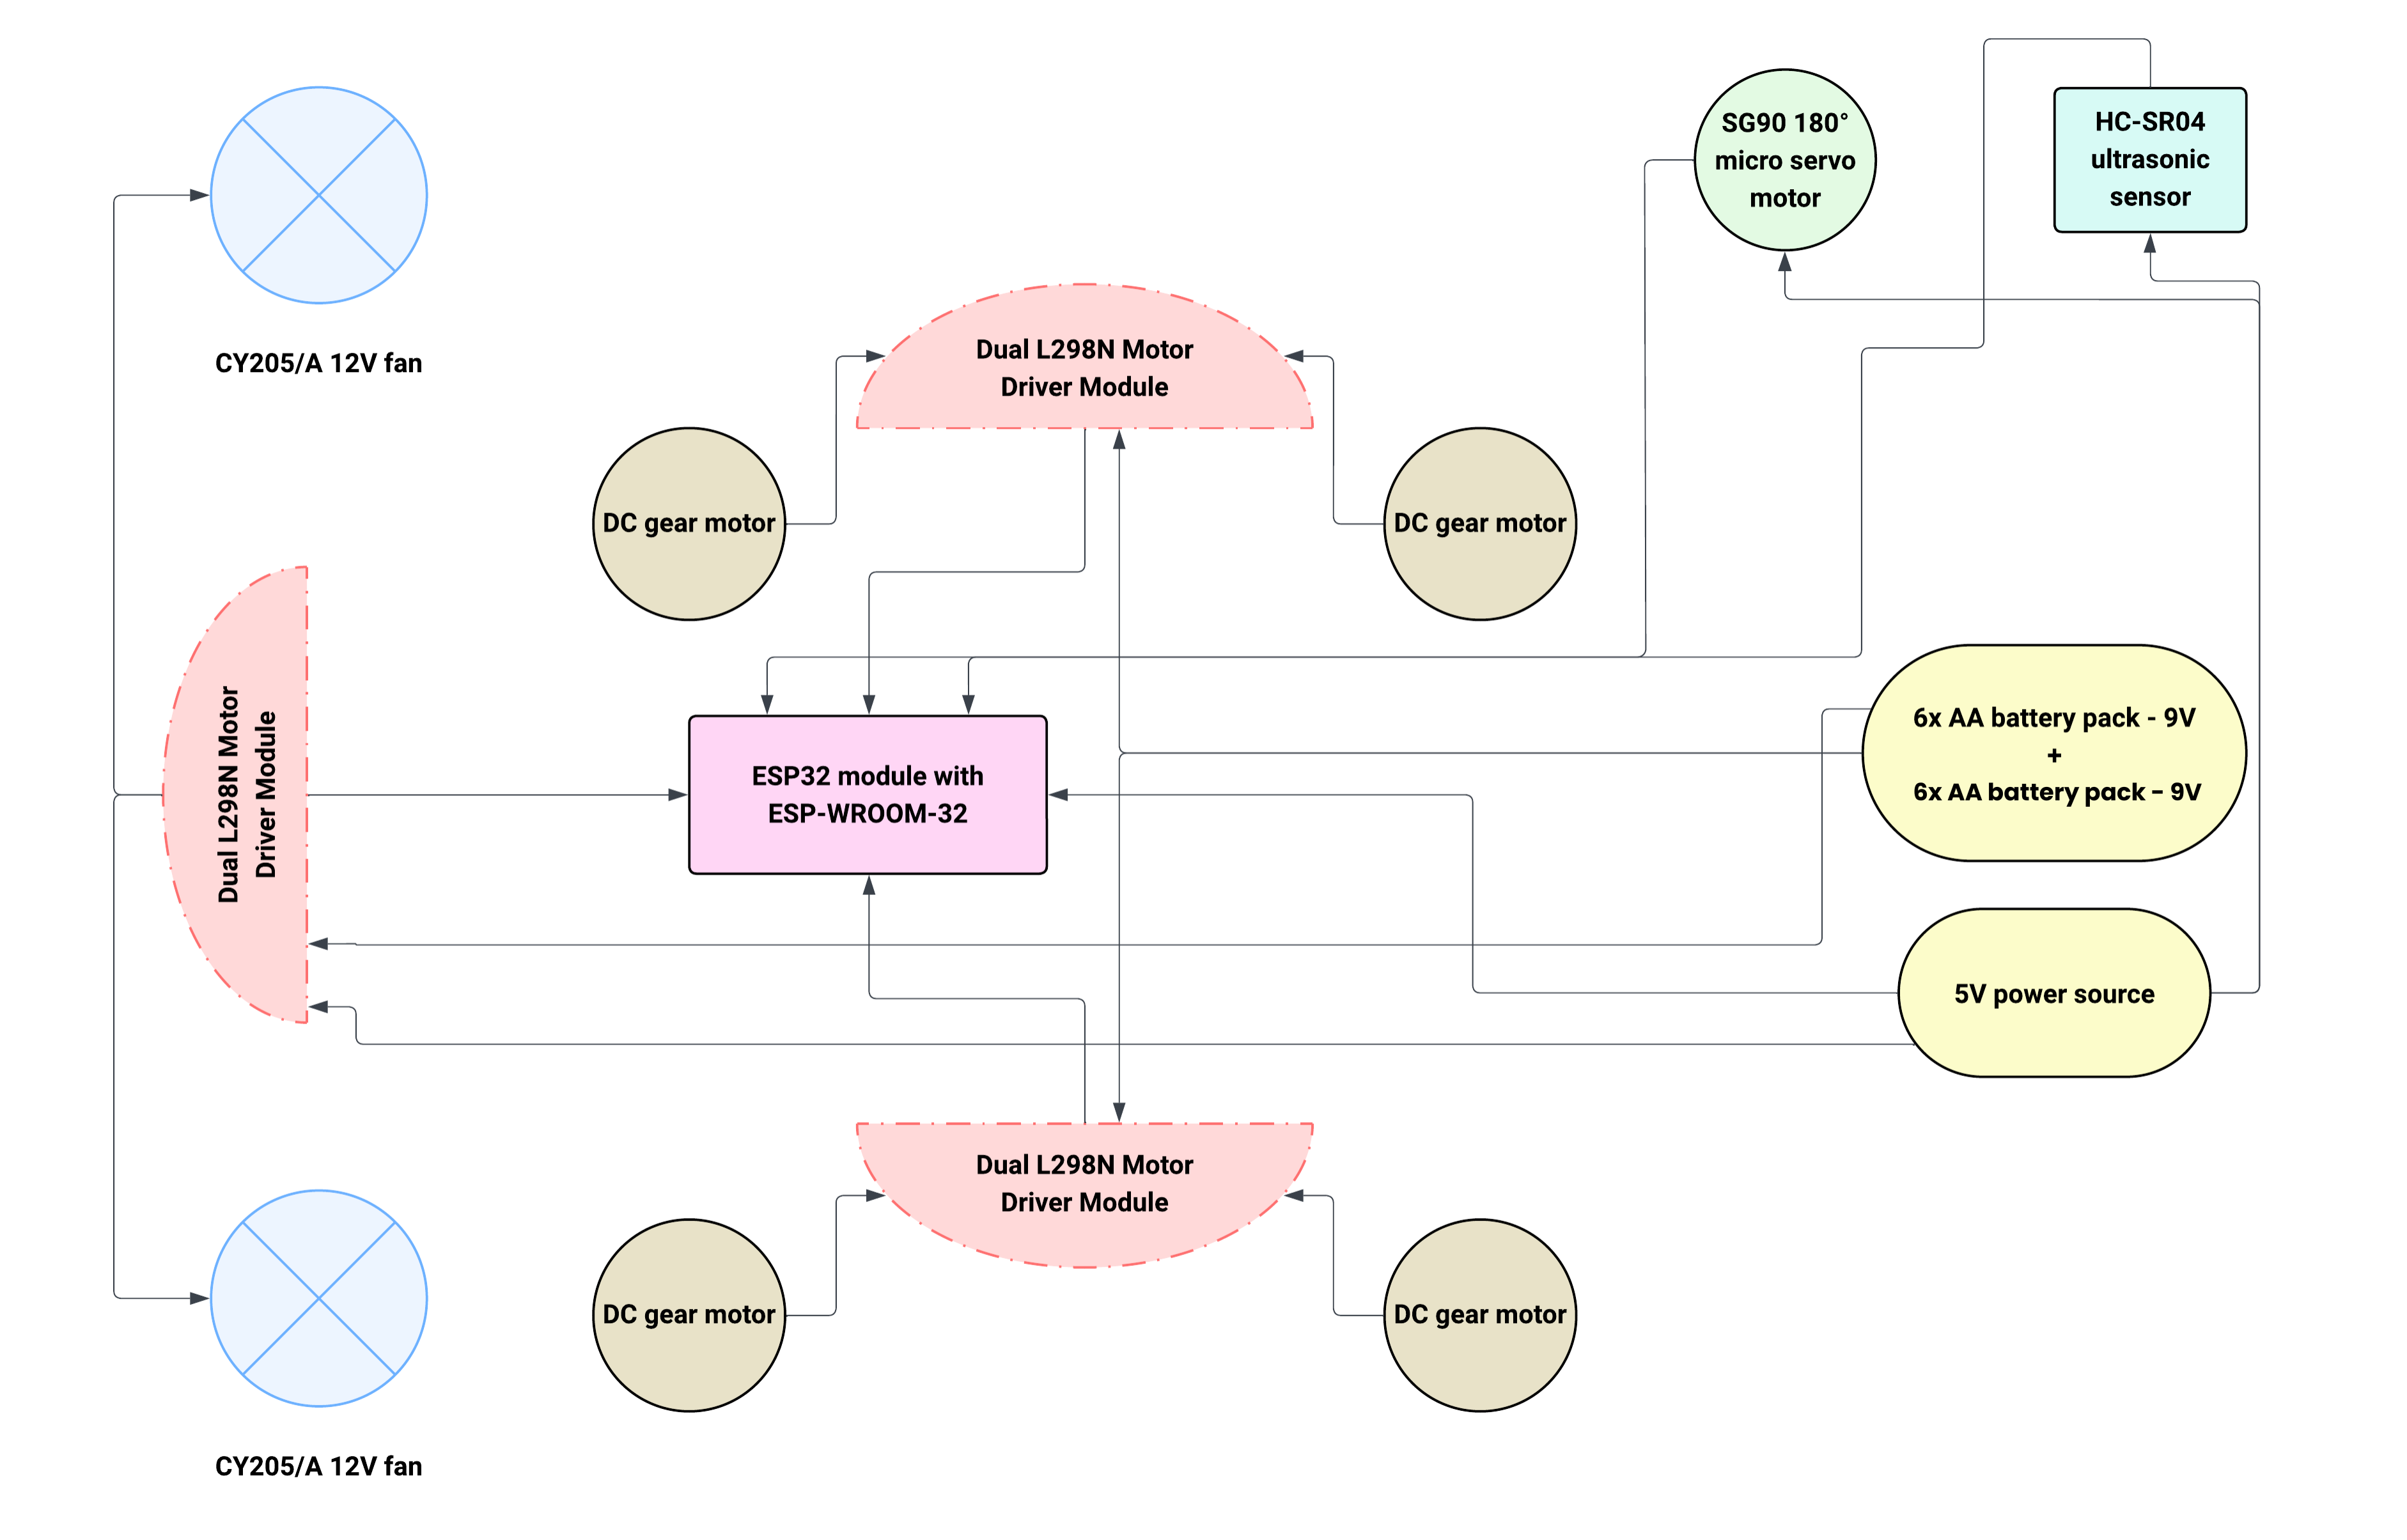 SG90 180°
micro servo
motor
HC-SR04
ultrasonic
sensor
CY205/A 12V fan
Dual L298N Motor
Driver Module
DC gear motor
DC gear motor
Dual L298N Motor
Driver Module
ESP32 module with
ESP-WROOM-32
6x AA battery pack - 9V
+
6x AA battery pack - 9V
5V power source
Dual L298N Motor
Driver Module
DC gear motor
DC gear motor
CY205/A 12V fan